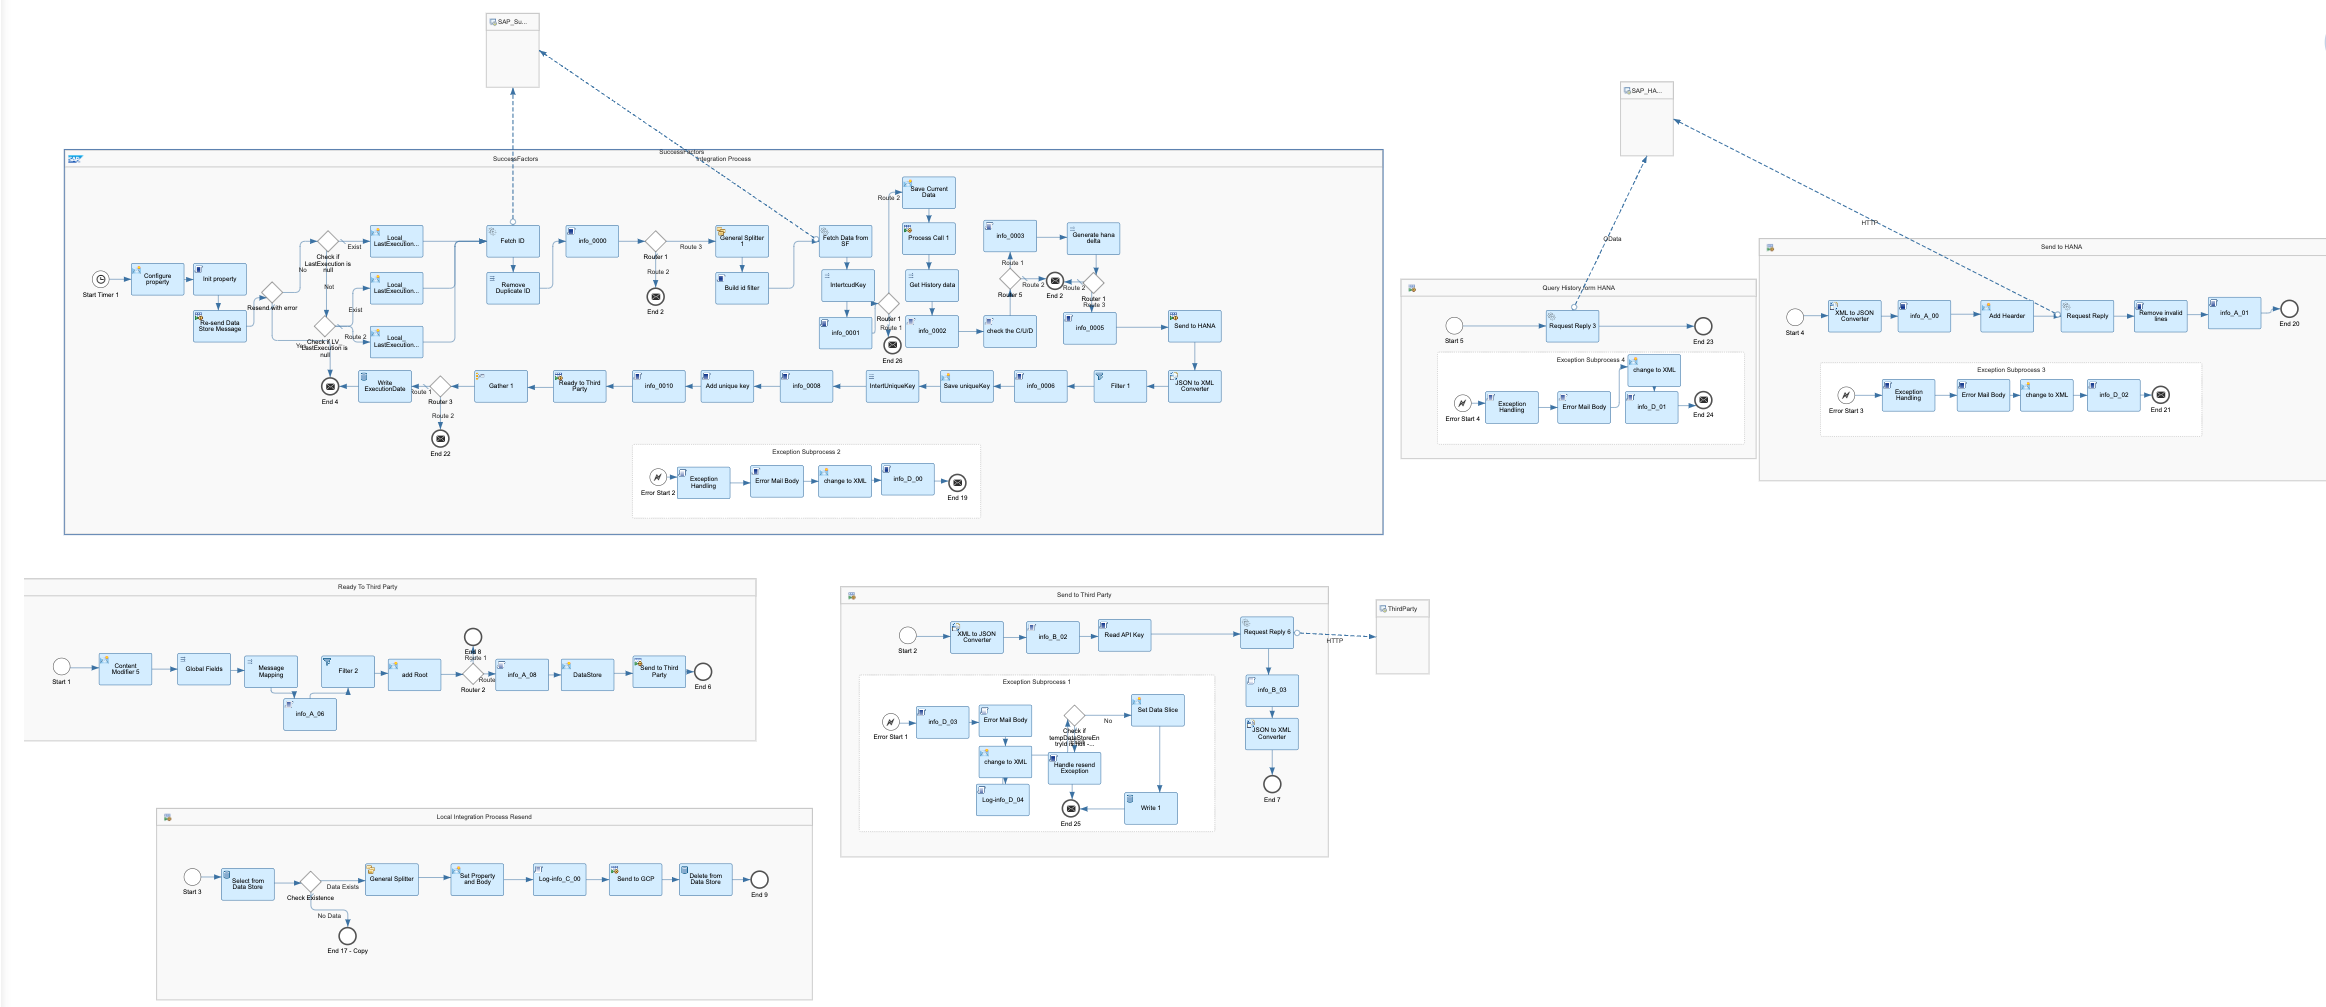 SAP_Su...
SAP_HA...
SAP
SuccessFactors
SuccessFactors
Integration Process
Save Current
Data
Route 2
Local_
LastExecution...
Exist
Check if
LastExecution is
null
No
Fetch ID
info_0000
Router 1
Route 3
Route 2
End 2
General Splitter
1
Build id filter
Fetch Data from
SF
IntertcudKey
info_0001
Router 1
Route 1
End 26
Process Call 1
Get History data
info_0002
info_0003
Route 1
Router 5
Route 2
End 2
Route 2
Generate hana
delta
Router 1
Route 3
check the C/U/D
info_0005
Send to HANA
Start Timer 1
Configure
property
Init property
Re-send Data
Store Message
Resend with error
Not
Local_
LastExecution...
Exist
Route 2
Check if LV_
LastExecution is
null
Local_
LastExecution...
Remove
Duplicate ID
End 4
Write
ExecutionDate
Route 1
Router 3
Route 2
End 22
Gather 1
Ready to Third
Party
info_0010
Add unique key
info_0008
IntertUniqueKey
Save uniqueKey
info_0006
Filter 1
JSON to XML
Converter
Exception Subprocess 2
Error Start 2
Exception
Handling
Error Mail Body
change to XML
info_D_00
End 19
OData
Query History form HANA
Start 5
Request Reply 3
End 23
Exception Subprocess 4
change to XML
Error Start 4
Exception
Handling
Error Mail Body
info_D_01
End 24
HTTP
Send to HANA
Start 4
XML to JSON
Converter
info_A_00
Add Hearder
Request Reply
Remove invalid
lines
info_A_01
End 20
Exception Subprocess 3
Error Start 3
Exception
Handling
Error Mail Body
change to XML
info_D_02
End 21
Ready To Third Party
Start 1
Content
Modifier 5
Global Fields
Message
Mapping
info_A_06
Filter 2
add Root
End 8
Route 1
Router 2
Route
info_A_08
DataStore
Send to Third
Party
End 6
Send to Third Party
Start 2
XML to JSON
Converter
info_B_02
Read API Key
Request Reply 6
HTTP
ThirdParty
info_B_03
JSON to XML
Converter
End 7
Exception Subprocess 1
Error Start 1
info_D_03
Error Mail Body
change to XML
Log-info_D_04
Check if
tempDataStoreEn
No
Set Data Slice
Handle resend
Exception
End 25
Write 1
Local Integration Process Resend
Start 3
Select from
Data Store
Check Existence
Data Exists
No Data
End 17 - Copy
General Splitter
Set Property
and Body
Log-info_C_00
Send to GCP
Delete from
Data Store
End 9